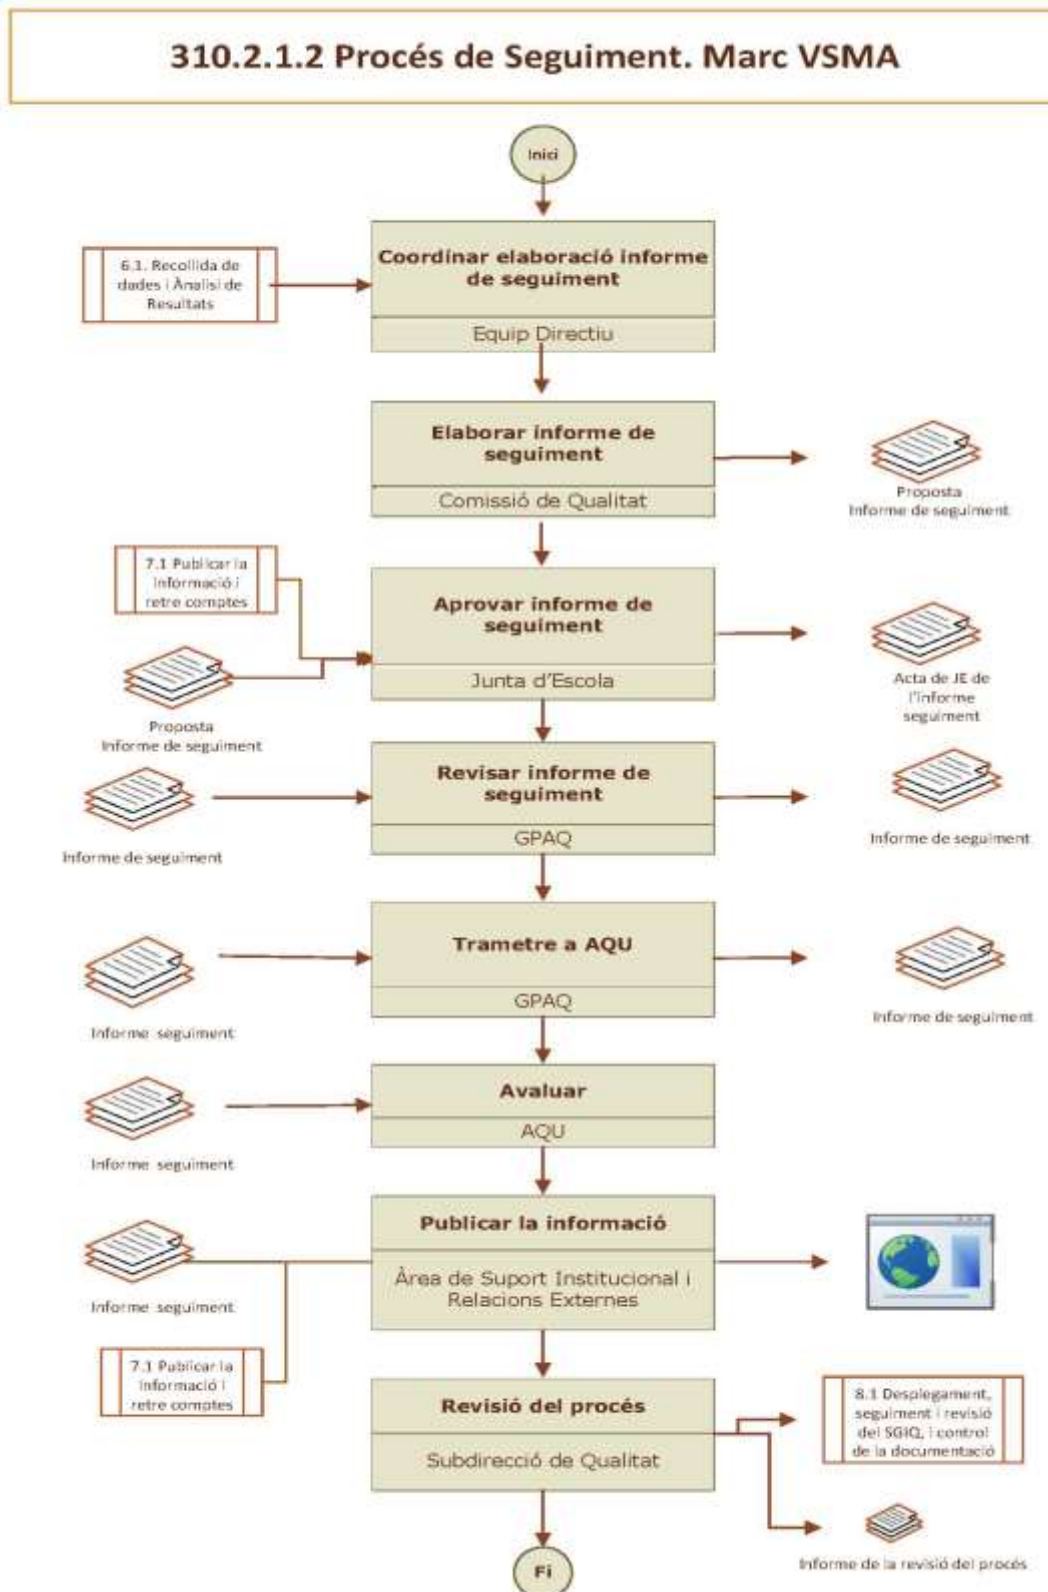 310.2.1.2 Procés de Seguiment. Marc VSMA
Inici
Coordinar elaboració informe
de seguiment
Equip Directiu
6.1. Recollida de
dades i Ànalisi de
Resultats
Elaborar informe de
seguiment
Comissió de Qualitat
Proposta
Informe de seguiment
7.1 Publicar la
informació i
retre comptes
Aprovar informe de
seguiment
Junta d'Escola
Proposta
Informe de seguiment
Acta de JE de
l'informe
seguiment
Revisar informe de
seguiment
GPAQ
Informe de seguiment
Informe de seguiment
Trametre a AQU
GPAQ
Informe seguiment
Informe de seguiment
Avaluar
AQU
Informe seguiment
Publicar la informació
Àrea de Suport Institucional i
Relacions Externes
Informe seguiment
7.1 Publicar la
informació i
retre comptes
Revisió del procés
Subdirecció de Qualitat
8.1 Desplegament,
seguiment i revisió
del SGIQ, i control
de la documentació
Informe de la revisió del procés
Fi